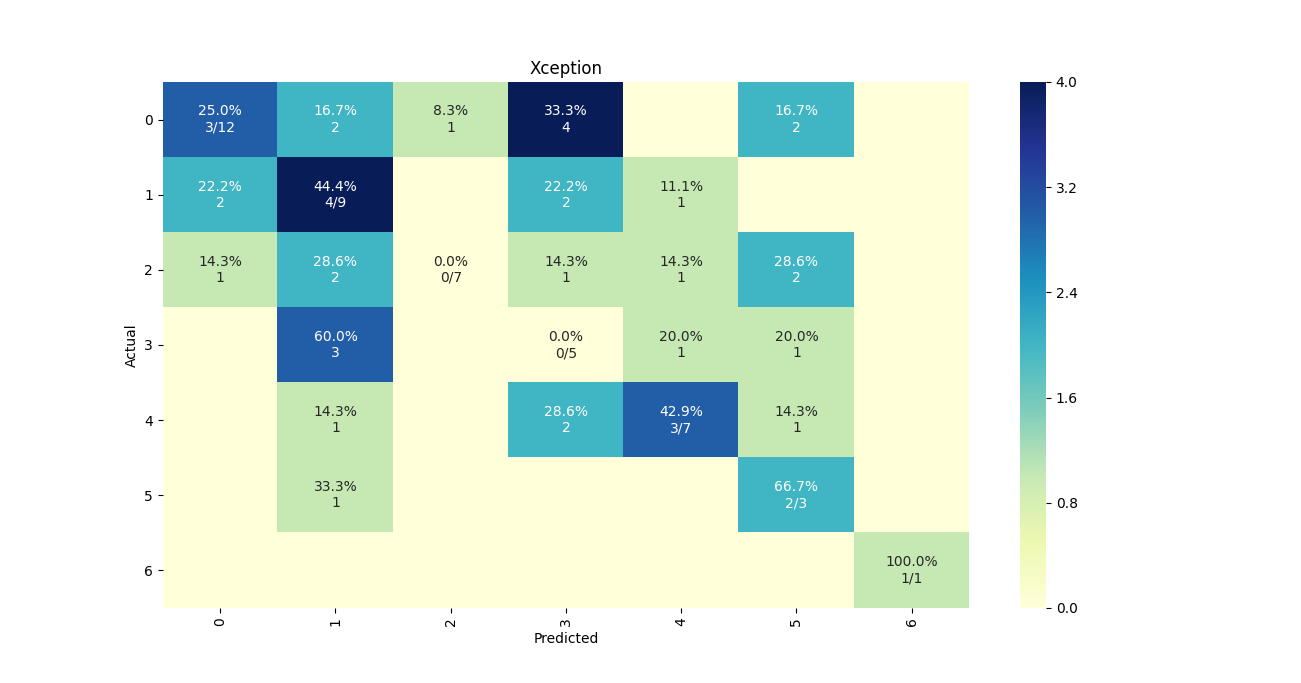 Xception
25.0% 16.7% 8.3% 33.3% 16.7%
0 3/12 2 1 4 2
22.2% 44.4% 22.2% 11.1%
1 2 4/9 2 1
14.3% 28.6% 0.0% 14.3% 14.3% 28.6%
2 1 2 0/7 1 1 2
60.0% 0.0% 20.0% 20.0%
3 3 0/5 1 1
14.3% 28.6% 42.9% 14.3%
4 1 2 3/7 1
33.3% 66.7%
5 1 2/3
100.0%
6 1/1
Actual
0 1 2 3 4 5 6
Predicted
4.0
3.2
2.4
1.6
0.8
0.0